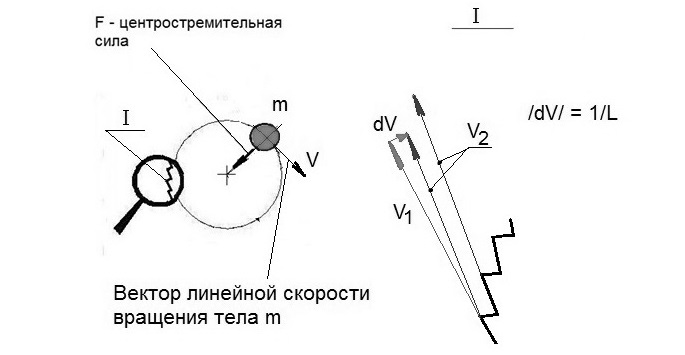 F - центростремительная
сила
I
m
I
V
Вектор линейной скорости
вращения тела m
I
dV
V2
V1
/dV/ = 1/L